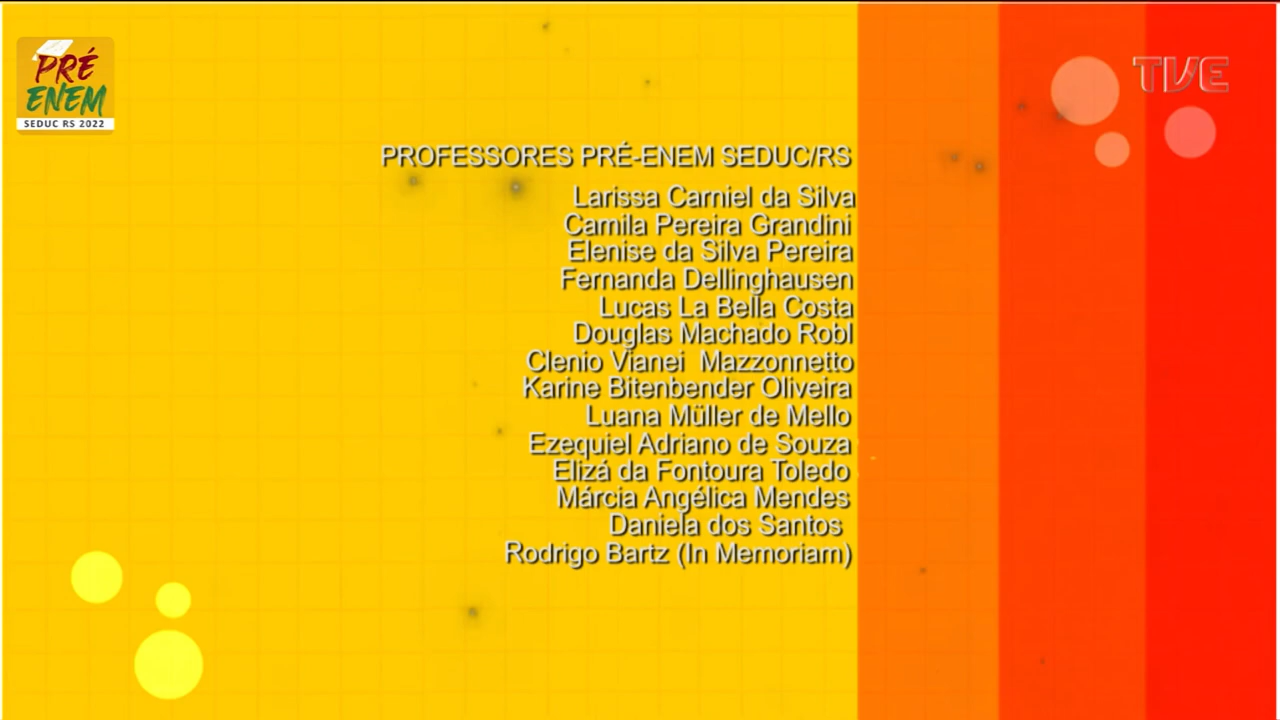 PRÉ
ENEM
SEDUC RS 2022
TVE
PROFESSORES PRÉ-ENEM SEDUC/RS
Larissa Carniel da Silva
Camila Pereira Grandini
Elenise da Silva Pereira
Fernanda Dellinghausen
Lucas La Bella Costa
Douglas Machado Robl
Clenio Vianei  Mazzonnetto
Karine Bitenbender Oliveira
Luana Müller de Mello
Ezequiel Adriano de Souza
Elizá da Fontoura Toledo
Márcia Angélica Mendes
Daniela dos Santos
Rodrigo Bartz (In Memoriam)